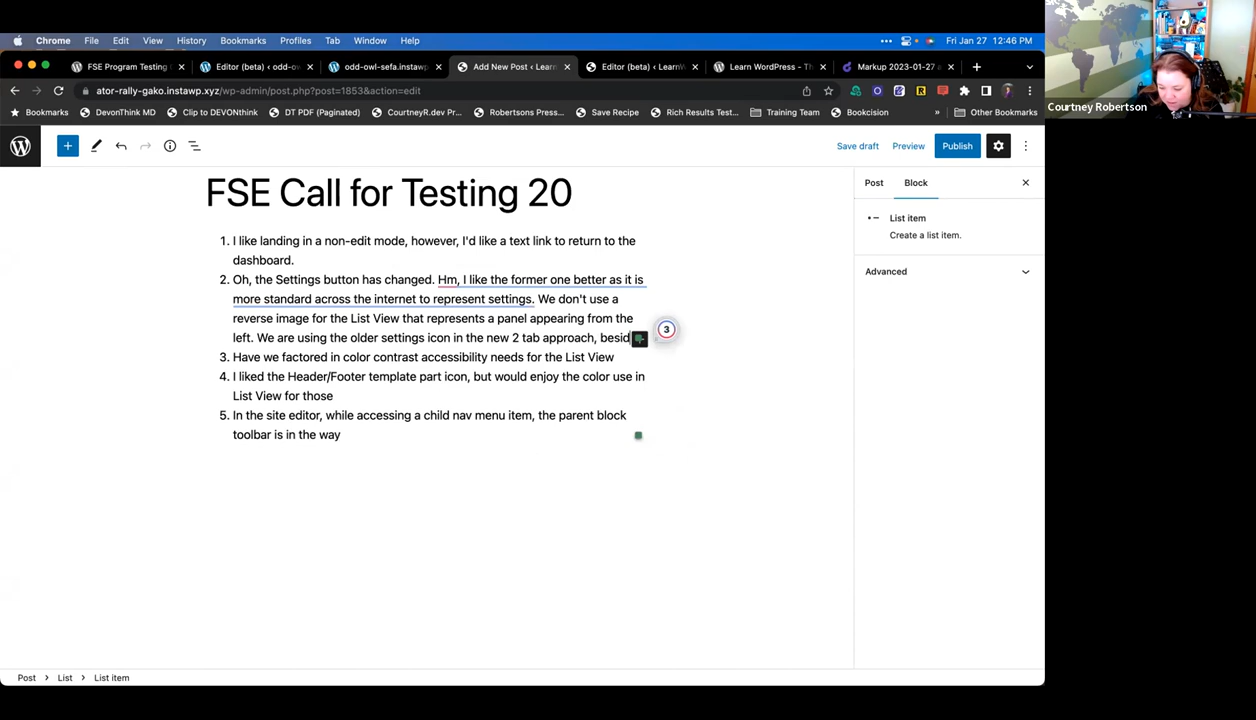 Chrome File Edit View History Bookmarks Profiles Tab Window Help Fri Jan 27 12:46 PM
FSE Program Testing Editor (beta) ‹ odd-o odd-owl-sefa.instawp Add New Post ‹ Learn Editor (beta) ‹ LearnW Learn WordPress - Th Markup 2023-01-27 a
ator-rally-gako.instawp.xyz/wp-admin/post.php?post=1853&action=edit
Bookmarks DevonThink MD Clip to DEVONthink DT PDF (Paginated) CourtneyR.dev Pr... Robertsons Press... Save Recipe Rich Results Test... Training Team Bookcision Other Bookmarks
Courtney Robertson
Save draft Preview Publish
Post Block
FSE Call for Testing 20
List item
Create a list item.
Advanced
1. I like landing in a non-edit mode, however, I'd like a text link to return to the
dashboard.
2. Oh, the Settings button has changed. Hm, I like the former one better as it is
more standard across the internet to represent settings. We don't use a
reverse image for the List View that represents a panel appearing from the
left. We are using the older settings icon in the new 2 tab approach, besid
3
3. Have we factored in color contrast accessibility needs for the List View
4. I liked the Header/Footer template part icon, but would enjoy the color use in
List View for those
5. In the site editor, while accessing a child nav menu item, the parent block
toolbar is in the way
Post List List item